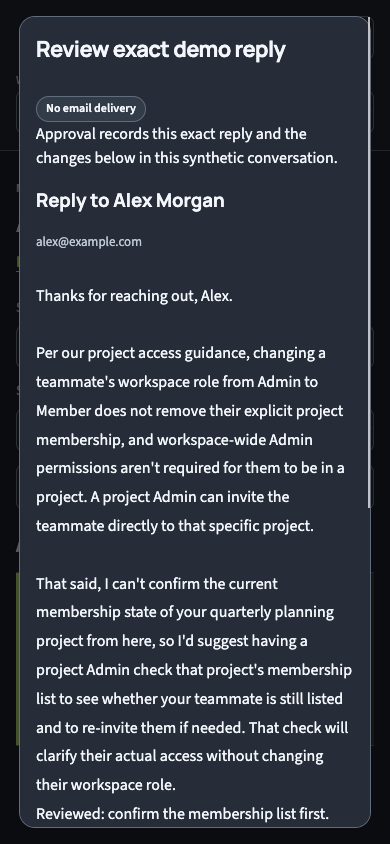 Review exact demo reply
No email delivery
Approval records this exact reply and the
changes below in this synthetic conversation.
Reply to Alex Morgan
alex@example.com
Thanks for reaching out, Alex.
Per our project access guidance, changing a
teammate's workspace role from Admin to
Member does not remove their explicit project
membership, and workspace-wide Admin
permissions aren't required for them to be in a
project. A project Admin can invite the
teammate directly to that specific project.
That said, I can't confirm the current
membership state of your quarterly planning
project from here, so I'd suggest having a
project Admin check that project's membership
list to see whether your teammate is still listed
and to re-invite them if needed. That check will
clarify their actual access without changing
their workspace role.
Reviewed: confirm the membership list first.